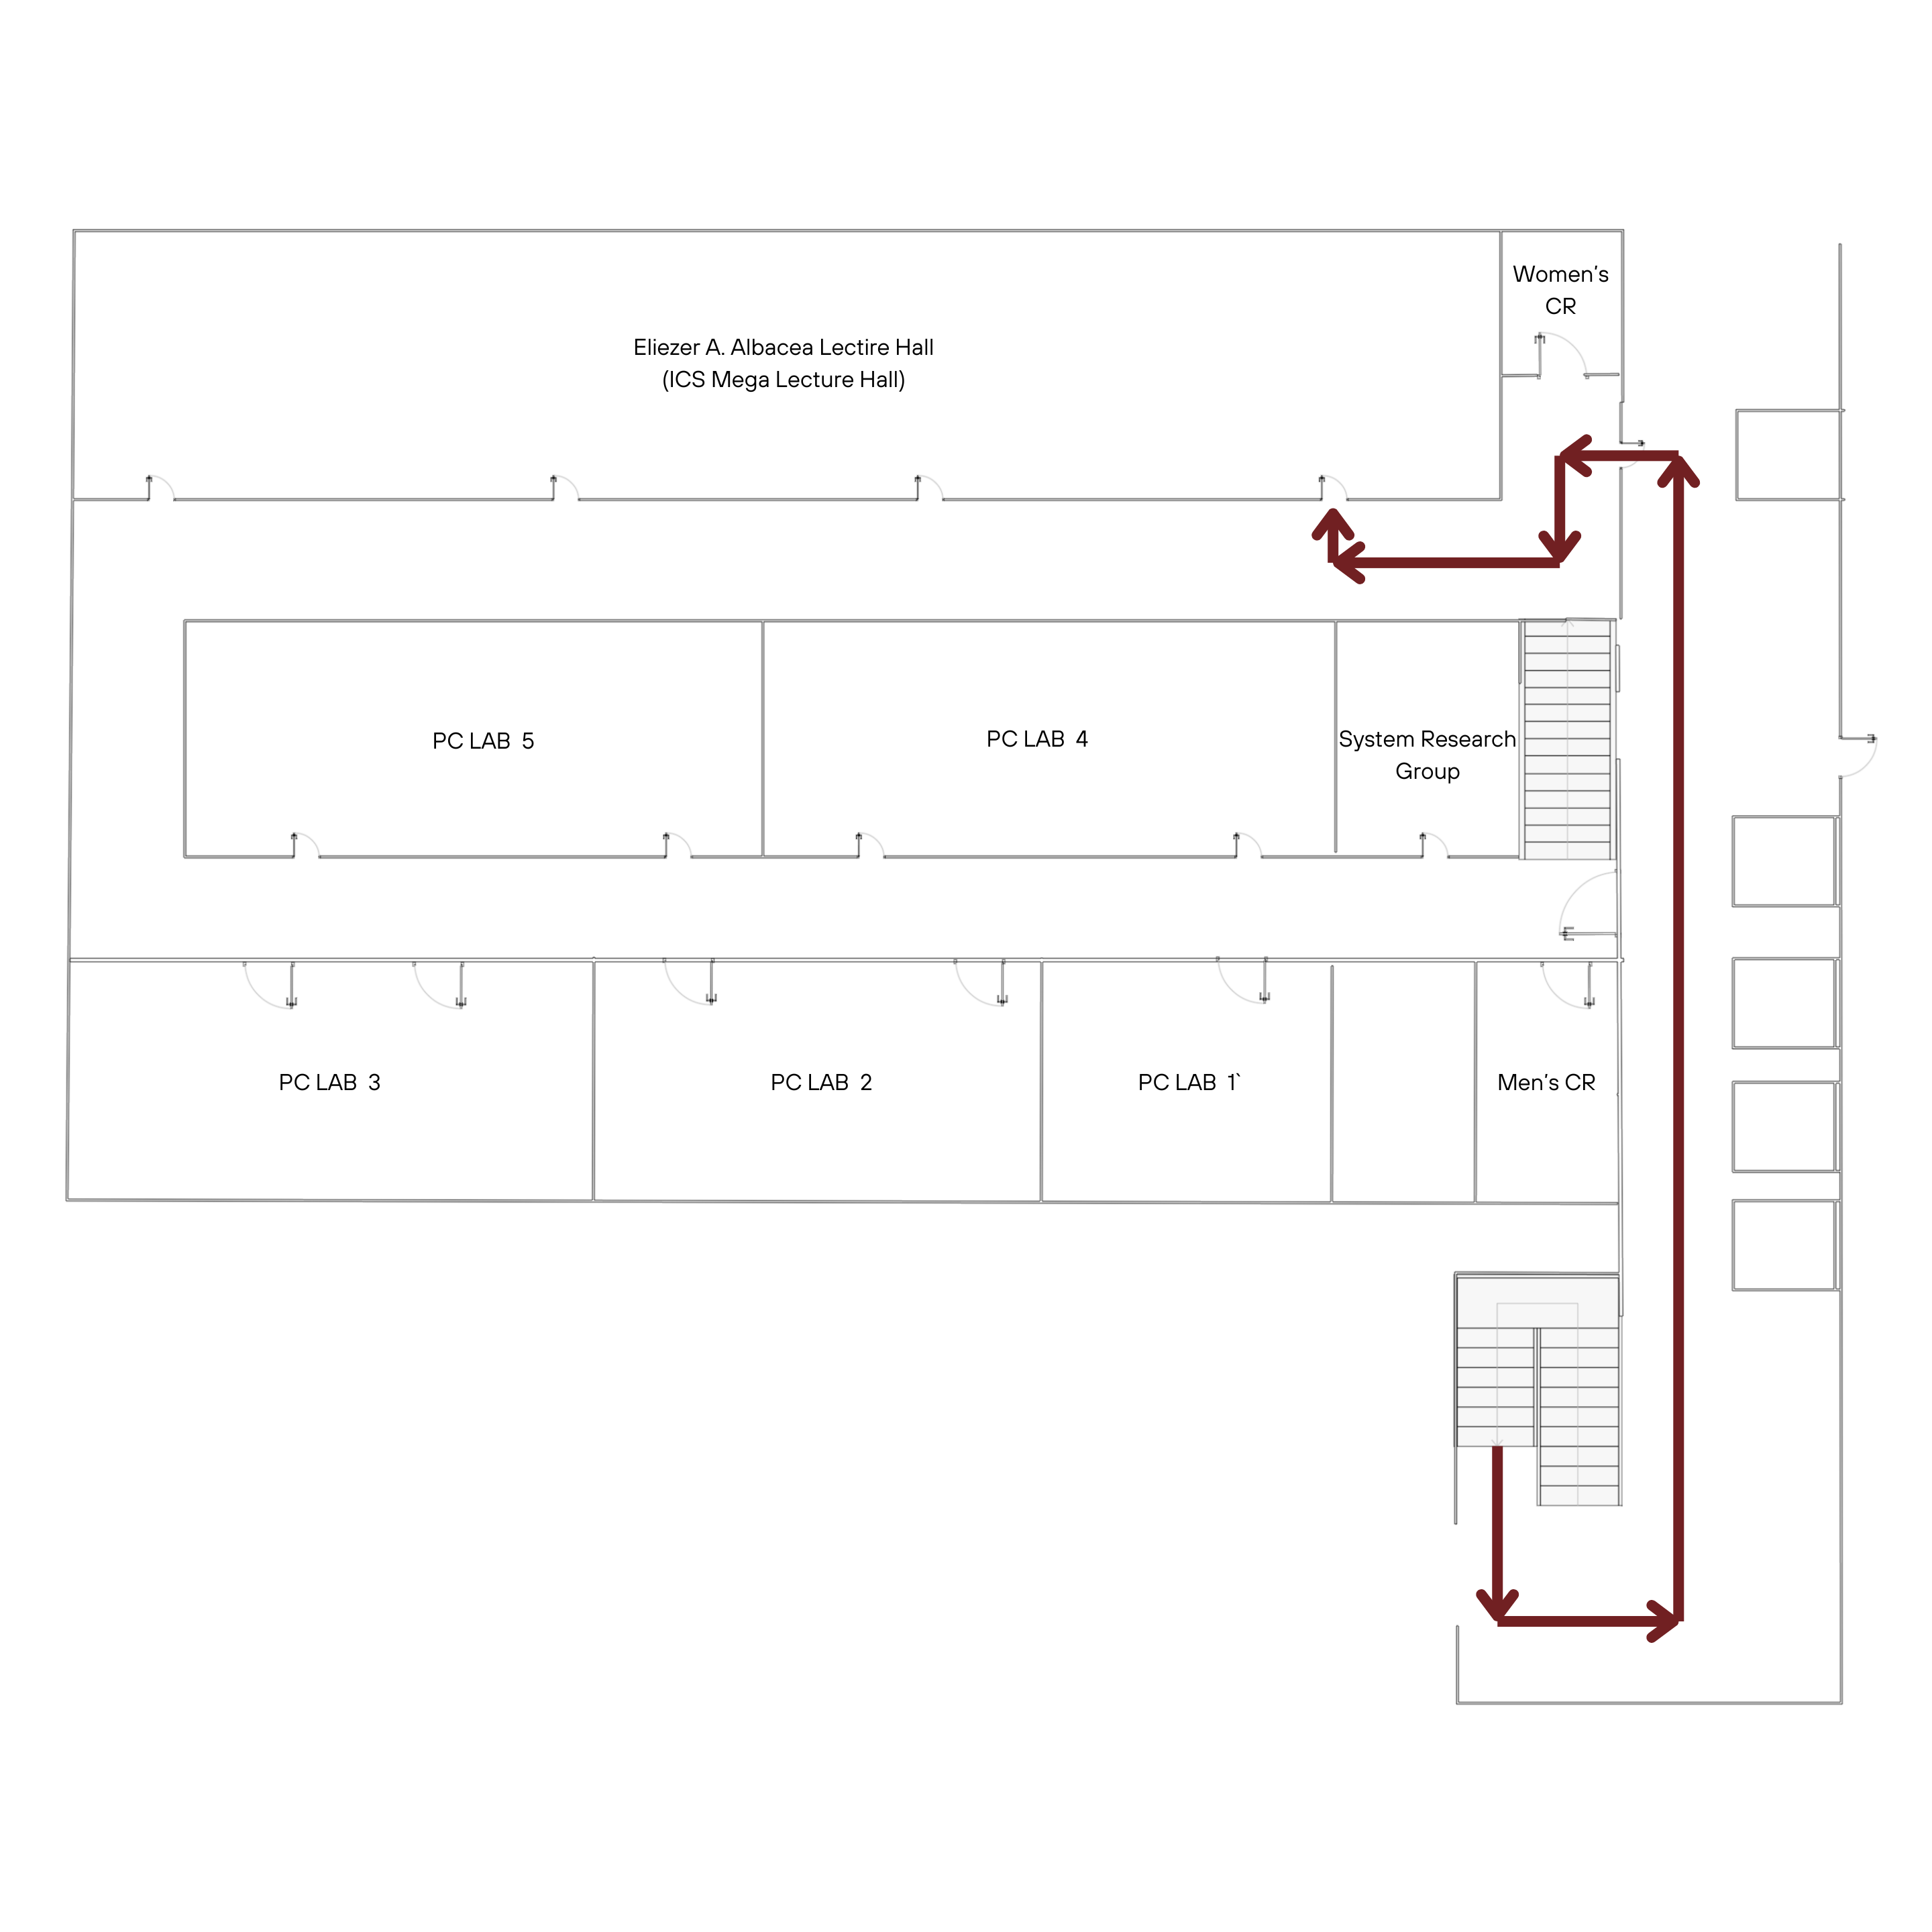 Women's
CR
Eliezer A. Albacea Lectire Hall
(ICS Mega Lecture Hall)
PC LAB 5
PC LAB 4
System Research
Group
PC LAB 3
PC LAB 2
PC LAB 1`
Men's CR